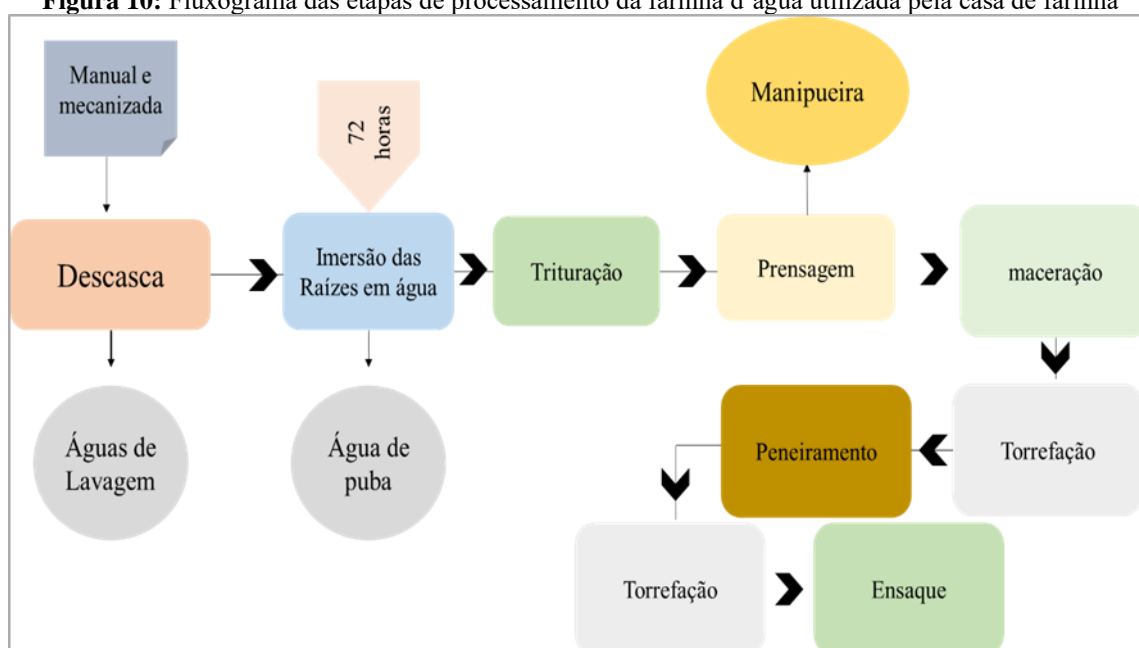 Figura 10: Fluxograma das etapas de processamento da farinha d'água utilizada pela casa de farinha
Manual e
mecanizada
72
horas
Manipueira
Descasca
Imersão das
Raízes em água
Trituração
Prensagem
maceração
Águas de
Lavagem
Água de
puba
Peneiramento
Torrefação
Torrefação
Ensaque